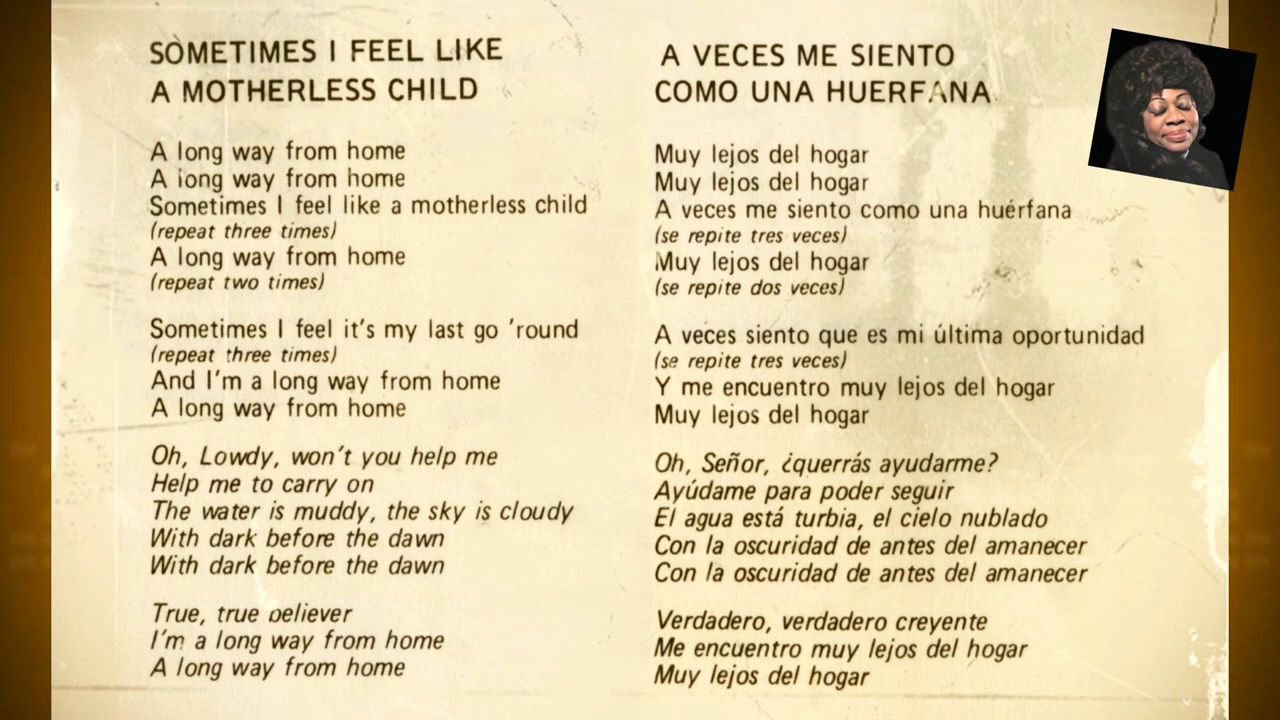 SOMETIMES I FEEL LIKE
A MOTHERLESS CHILD
A long way from home
A long way from home
Sometimes I feel like a motherless child
(repeat three times)
A long way from home
(repeat two times)
Sometimes I feel it's my last go 'round
(repeat three times)
And I'm a long way from home
A long way from home
Oh, Lowdy, won't you help me
Help me to carry on
The water is muddy, the sky is cloudy
With dark before the dawn
With dark before the dawn
True, true believer
I'm a long way from home
A long way from home
A VECES ME SIENTO
COMO UNA HUERFANA
Muy lejos del hogar
Muy lejos del hogar
A veces me siento como una huérfana
(se repite tres veces)
Muy lejos del hogar
(se repite dos veces)
A veces siento que es mi última oportunidad
(se repite tres veces)
Y me encuentro muy lejos del hogar
Muy lejos del hogar
Oh, Señor, ¿querrás ayudarme?
Ayúdame para poder seguir
El agua está turbia, el cielo nublado
Con la oscuridad de antes del amanecer
Con la oscuridad de antes del amanecer
Verdadero, verdadero creyente
Me encuentro muy lejos del hogar
Muy lejos del hogar